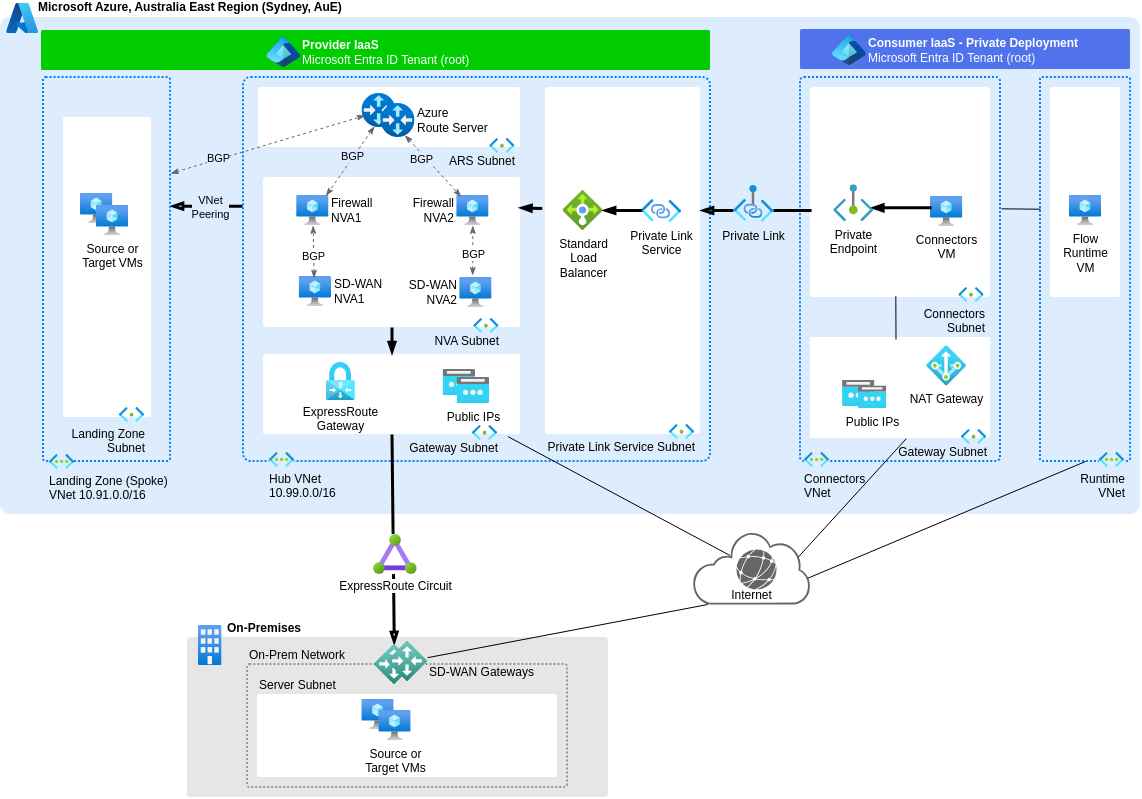 Microsoft Azure, Australia East Region (Sydney, AuE)
Provider IaaS
Microsoft Entra ID Tenant (root)
Consumer IaaS - Private Deployment
Microsoft Entra ID Tenant (root)
Azure
Route Server
ARS Subnet
BGP
BGP
BGP
VNet
Peering
Firewall
NVA1
Firewall
NVA2
BGP
BGP
SD-WAN
NVA1
SD-WAN
NVA2
NVA Subnet
Source or
Target VMs
Landing Zone
Subnet
Landing Zone (Spoke)
VNet 10.91.0.0/16
Standard
Load
Balancer
Private Link
Service
Private Link
Private
Endpoint
Connectors
VM
Flow
Runtime
VM
Connectors
Subnet
ExpressRoute
Gateway
Public IPs
Gateway Subnet
Private Link Service Subnet
NAT Gateway
Public IPs
Gateway Subnet
Hub VNet
10.99.0.0/16
Connectors
VNet
Runtime
VNet
ExpressRoute Circuit
Internet
On-Premises
On-Prem Network
SD-WAN Gateways
Server Subnet
Source or
Target VMs